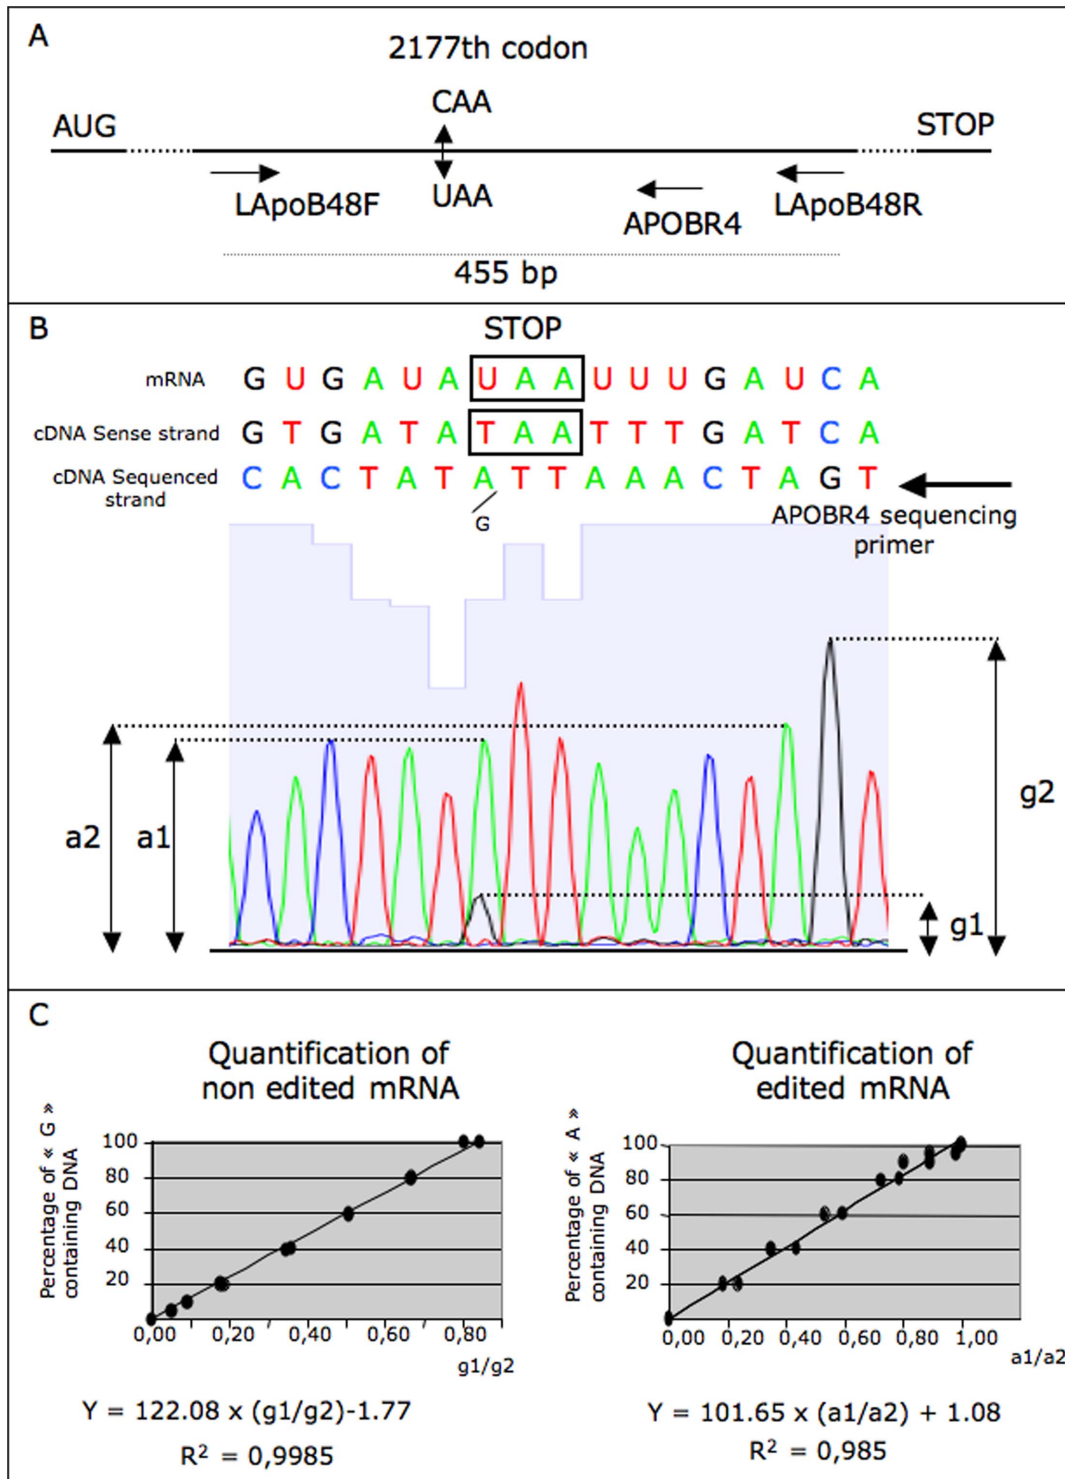 A
2177th codon
CAA
AUG
STOP
UAA
LApoB48F
APOBR4
LApoB48R
455 bp
B
STOP
mRNA G U G A U A U A A U U U G A U C A
cDNA Sense strand G T G A T A T A A T T T G A T C A
cDNA Sequenced strand C A C T A T A T T A A A C T A G T
G
APOBR4 sequencing
primer
a2
a1
g2
g1
C
Quantification of
non edited mRNA
Percentage of « G »
containing DNA
100
80
60
40
20
0,00 0,20 0,40 0,60 0,80
g1/g2
Y = 122.08 x (g1/g2)-1.77
R² = 0,9985
Quantification of
edited mRNA
Percentage of « A »
containing DNA
100
80
60
40
20
0,00 0,20 0,40 0,60 0,80 1,00
a1/a2
Y = 101.65 x (a1/a2) + 1.08
R² = 0,985